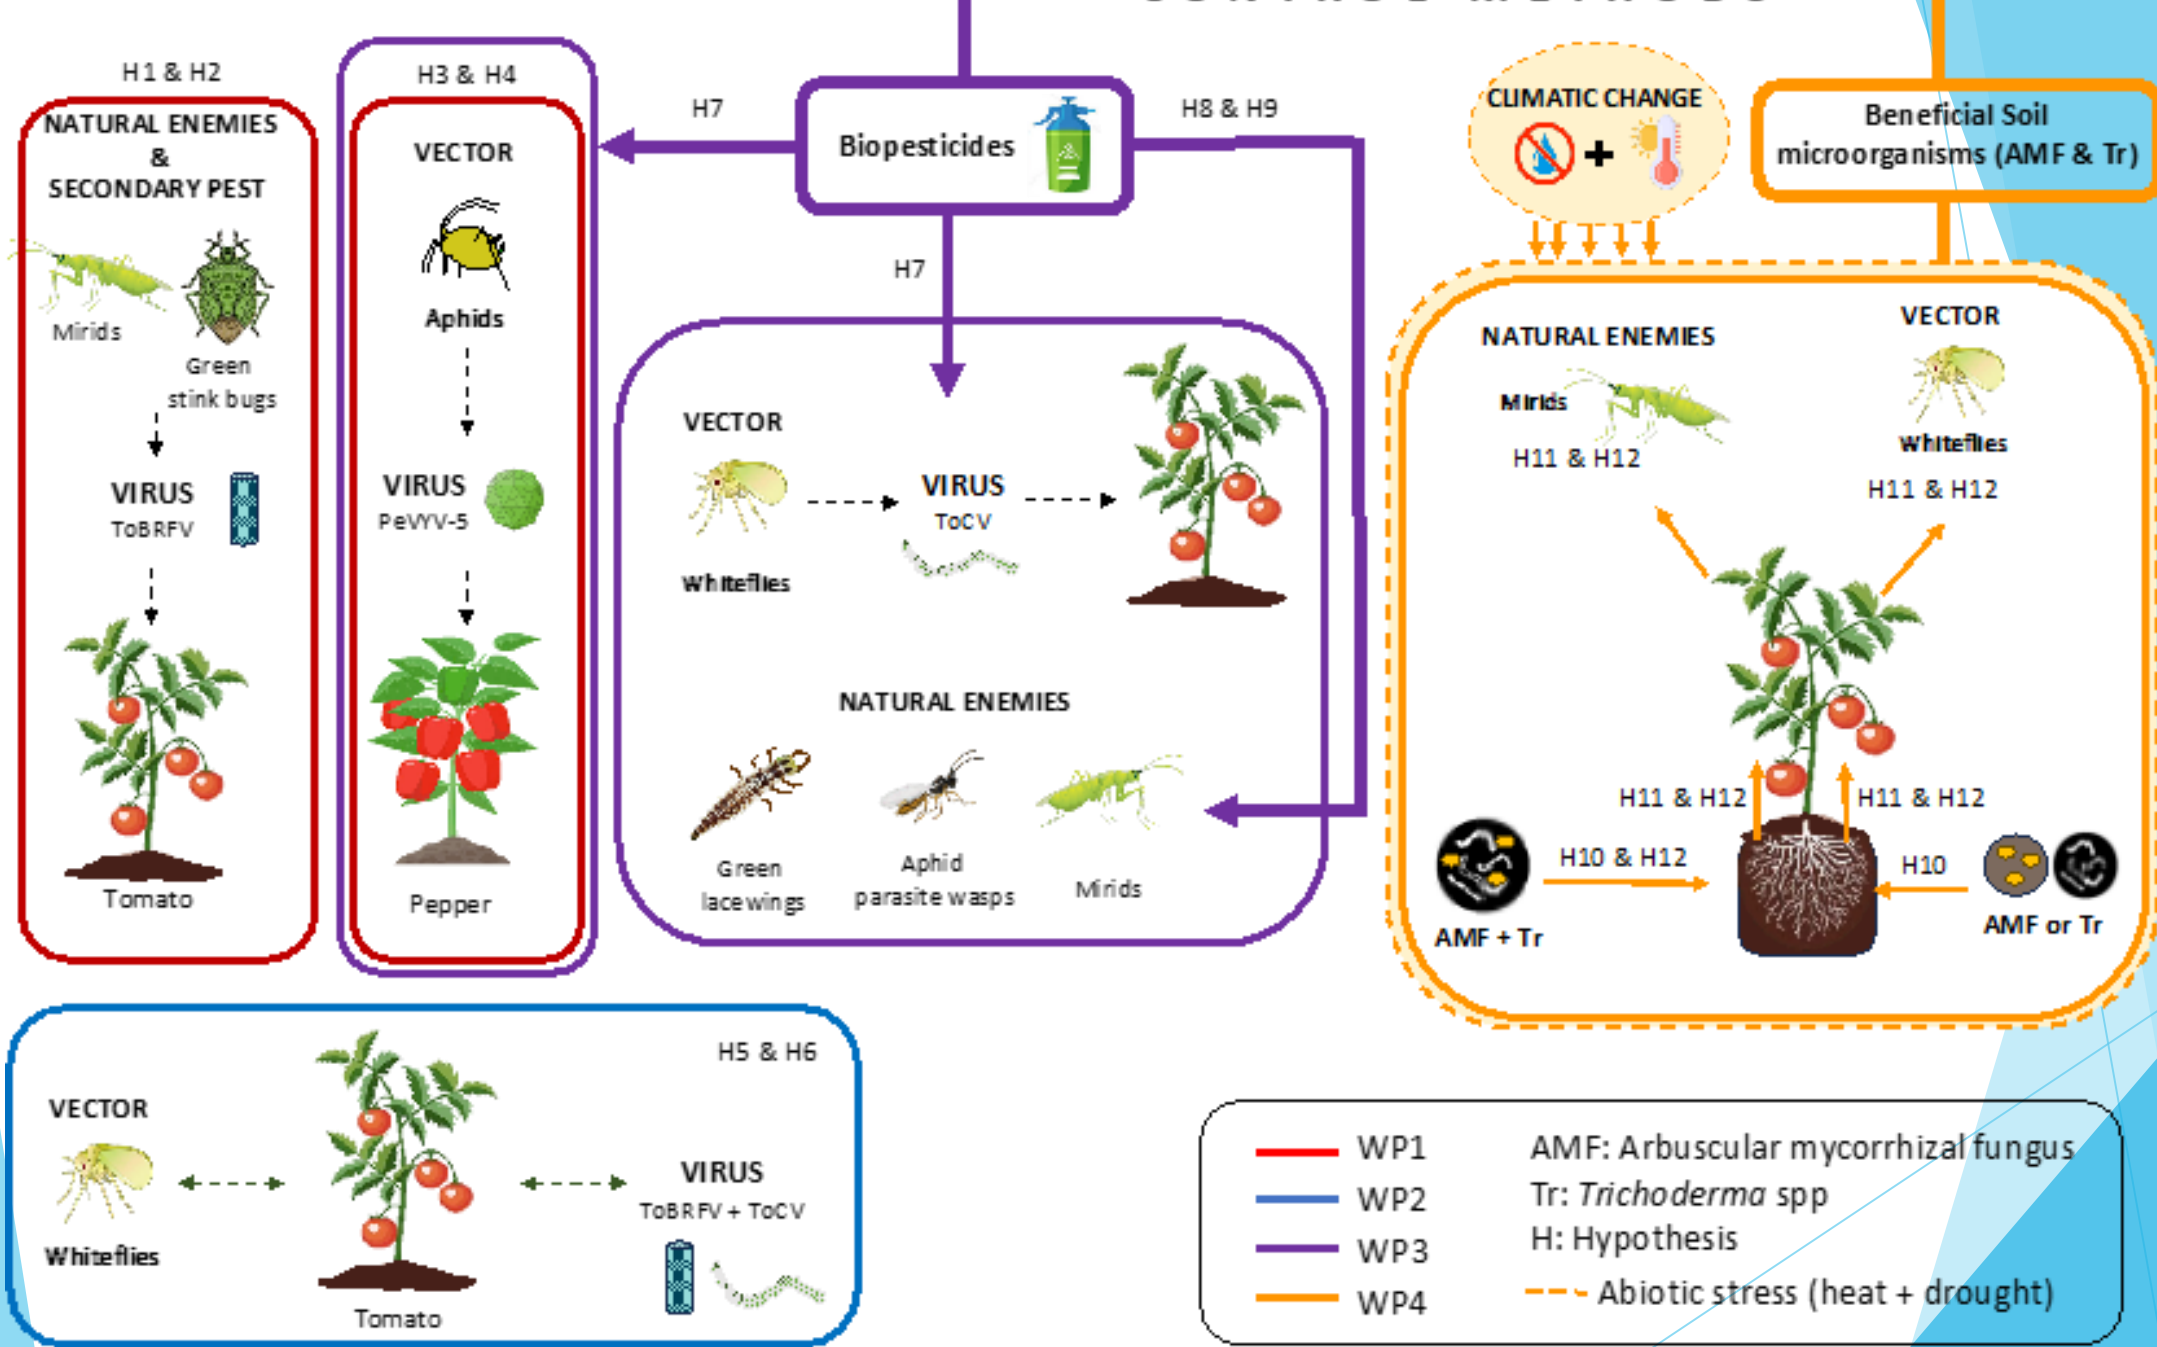 H1 & H2
NATURAL ENEMIES
&
SECONDARY PEST
Mirids
Green
stink bugs
VIRUS
ToBRFV
Tomato
H3 & H4
VECTOR
Aphids
VIRUS
PeVYV-5
Pepper
H7
Biopesticides
H8 & H9
H7
VECTOR
Whiteflies
VIRUS
ToCV
NATURAL ENEMIES
Green
lacewings
Aphid
parasite wasps
Mirids
CLIMATIC CHANGE
+
Beneficial Soil
microorganisms (AMF & Tr)
NATURAL ENEMIES
Mirids
H11 & H12
VECTOR
Whiteflies
H11 & H12
H11 & H12
H11 & H12
H10 & H12
H10
AMF + Tr
AMF or Tr
H5 & H6
VECTOR
Whiteflies
Tomato
VIRUS
ToBRFV + ToCV
WP1
WP2
WP3
WP4
AMF: Arbuscular mycorrhizal fungus
Tr: Trichoderma spp
H: Hypothesis
Abiotic stress (heat + drought)